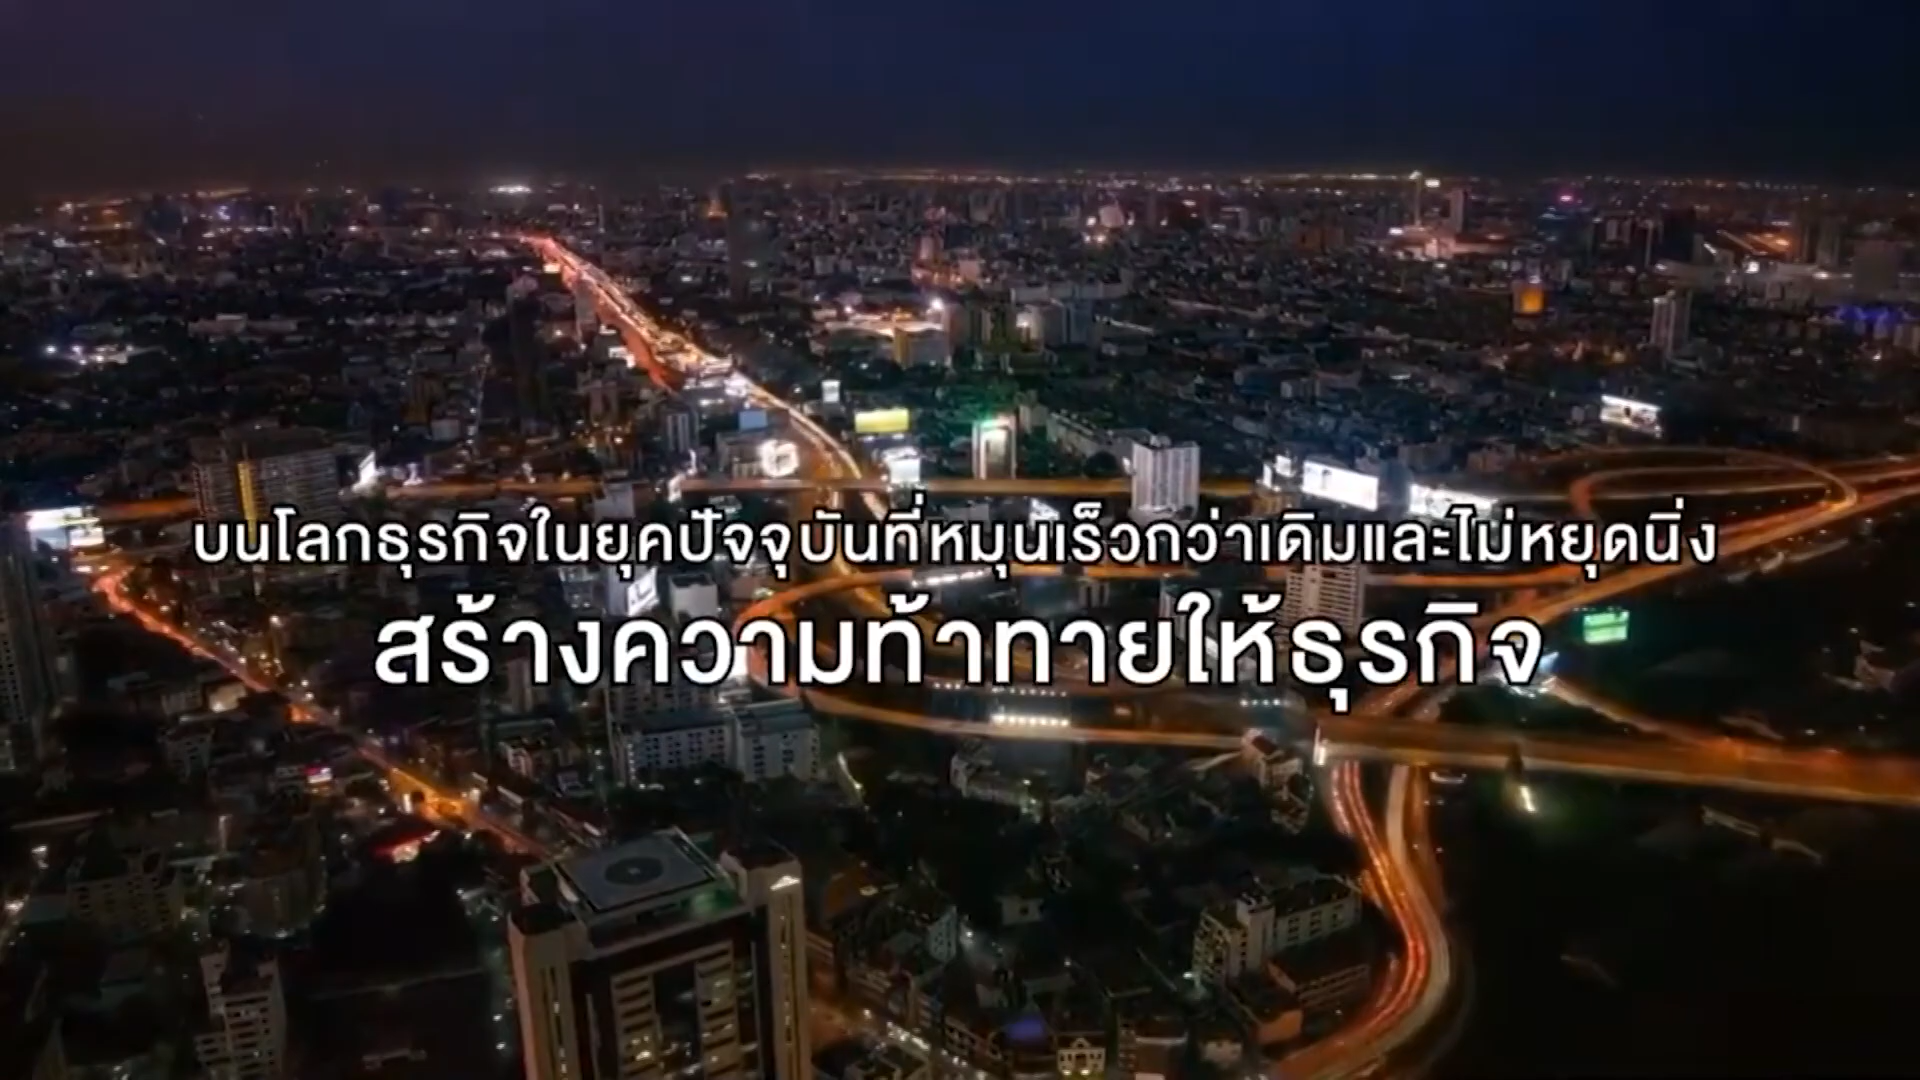 บนโลกธุรกิจในยุคปัจจุบันที่หมุนเร็วกว่าเดิมและไม่หยุดนิ่ง
สร้างความท้าทายให้ธุรกิจ